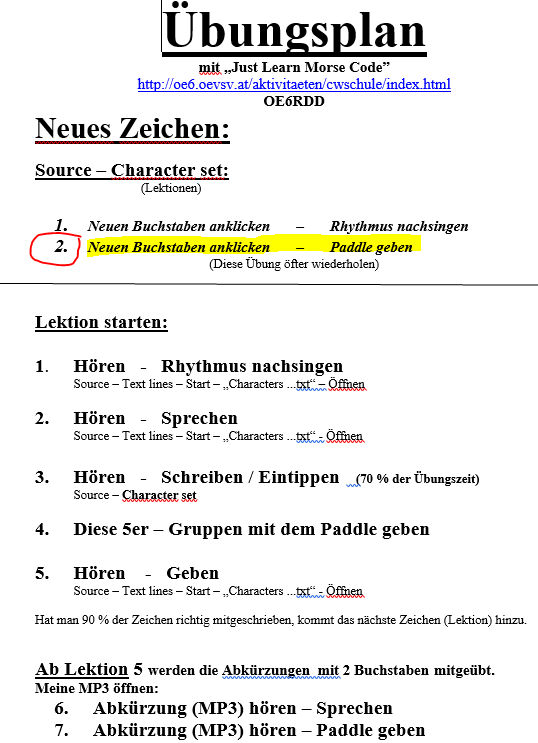 Übungsplan
mit „Just Learn Morse Code”
http://oe6.oevsv.at/aktivitaeten/cwschule/index.html
OE6RDD
Neues Zeichen:
Source – Character set:
(Lektionen)
1. Neuen Buchstaben anklicken – Rhythmus nachsingen
2. Neuen Buchstaben anklicken – Paddle geben
(Diese Übung öfter wiederholen)
Lektion starten:
1. Hören - Rhythmus nachsingen
Source – Text lines – Start – „Characters ...txt“ – Öffnen
2. Hören - Sprechen
Source – Text lines – Start – „Characters ...txt“ - Öffnen
3. Hören - Schreiben / Eintippen (70 % der Übungszeit)
Source – Character set
4. Diese 5er – Gruppen mit dem Paddle geben
5. Hören - Geben
Source – Text lines – Start – „Characters ...txt“ - Öffnen
Hat man 90 % der Zeichen richtig mitgeschrieben, kommt das nächste Zeichen (Lektion) hinzu.
Ab Lektion 5 werden die Abkürzungen mit 2 Buchstaben mitgeübt.
Meine MP3 öffnen:
6. Abkürzung (MP3) hören – Sprechen
7. Abkürzung (MP3) hören – Paddle geben